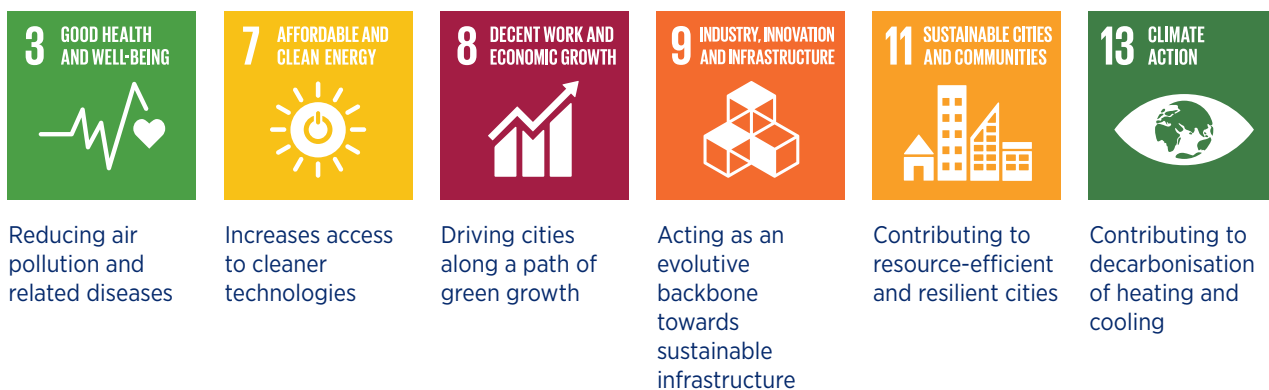 3 GOOD HEALTH
AND WELL-BEING
7 AFFORDABLE AND
CLEAN ENERGY
8 DECENT WORK AND
ECONOMIC GROWTH
9 INDUSTRY, INNOVATION
AND INFRASTRUCTURE
11 SUSTAINABLE CITIES
AND COMMUNITIES
13 CLIMATE
ACTION
Reducing air
pollution and
related diseases
Increases access
to cleaner
technologies
Driving cities
along a path of
green growth
Acting as an
evolutive
backbone
towards
sustainable
infrastructure
Contributing to
resource-efficient
and resilient cities
Contributing to
decarbonisation
of heating and
cooling